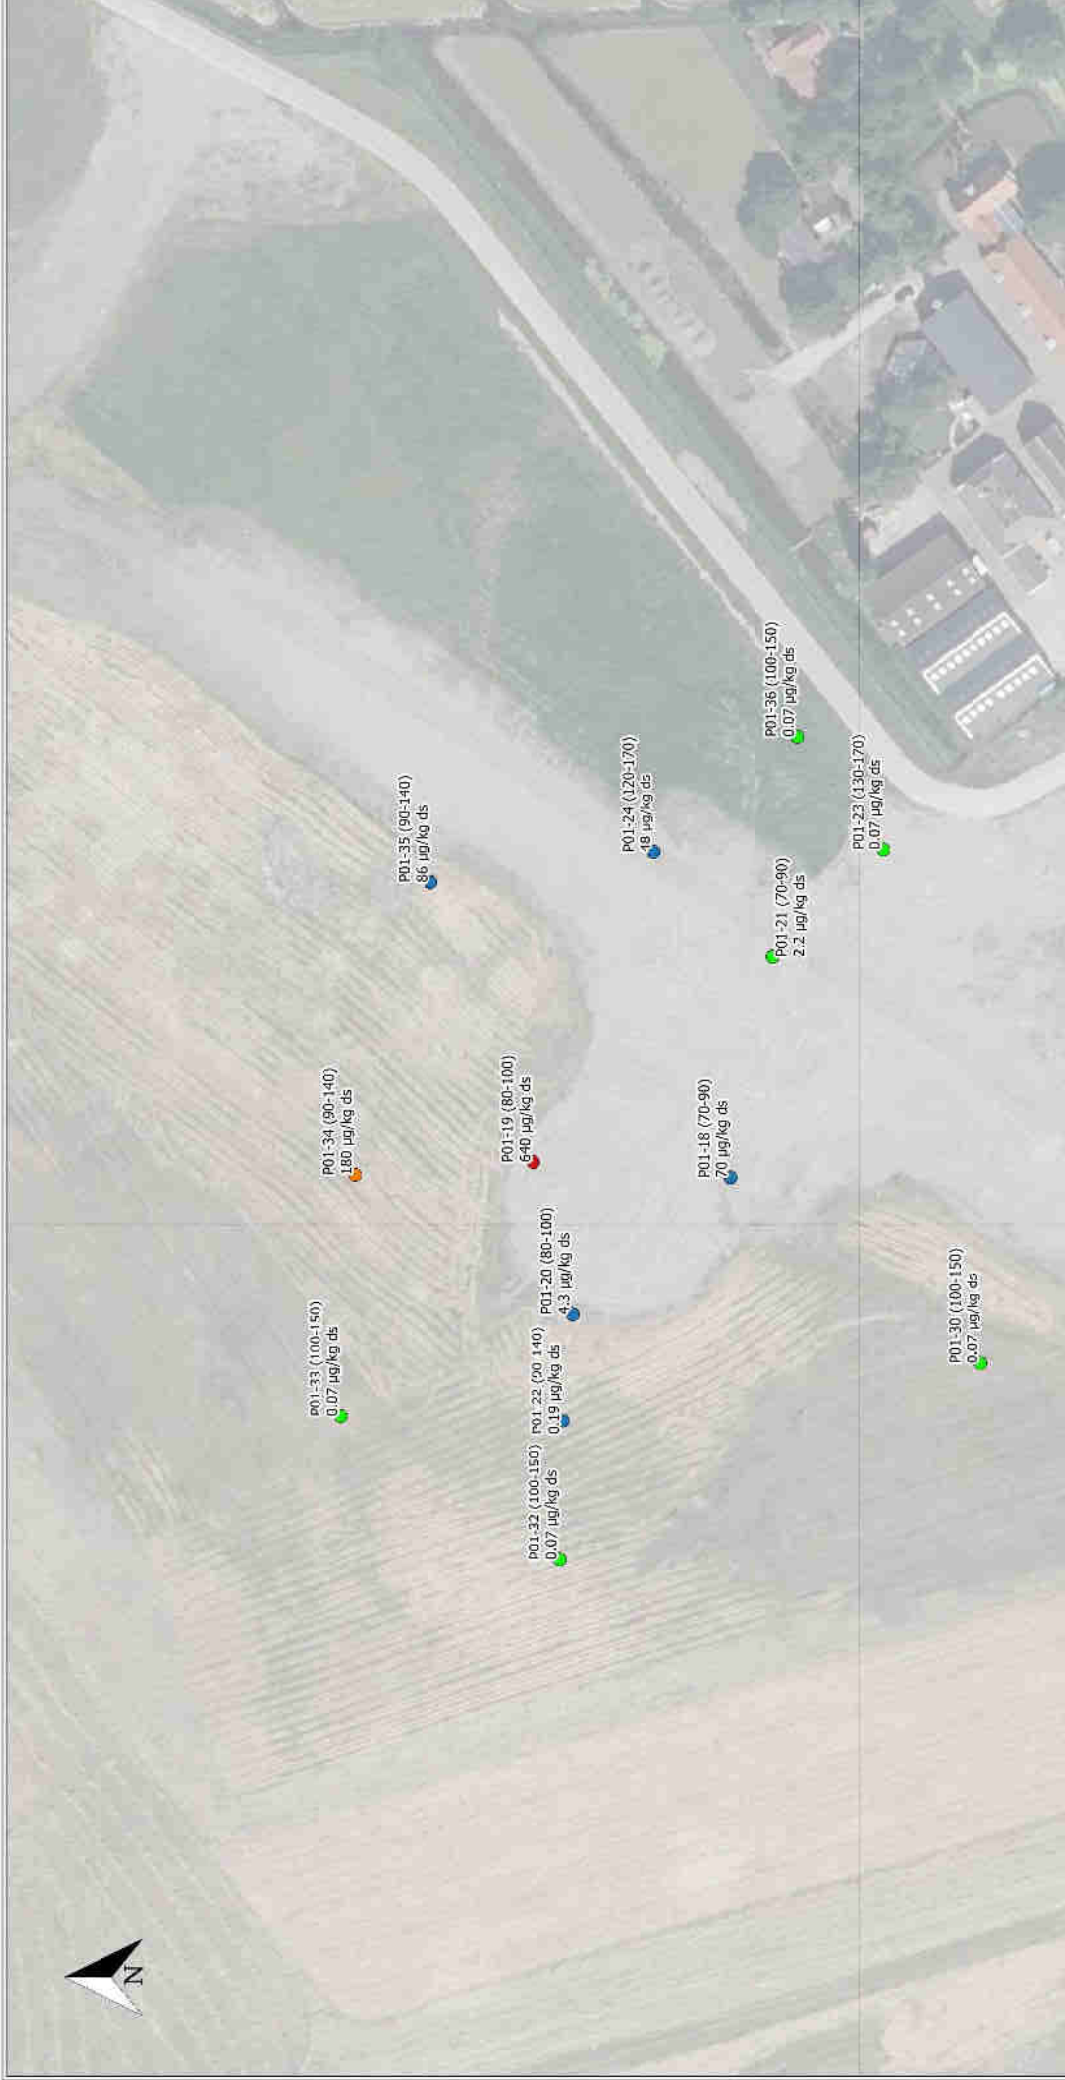 N
P01-33 (100-150)
0.07 µg/kg ds
P01-34 (90-140)
180 µg/kg ds
P01-35 (90-140)
86 µg/kg ds
P01-19 (80-100)
640 µg/kg ds
P01-32 (100-150)
0.07 µg/kg ds
P01-22 (90-140)
0.19 µg/kg ds
P01-20 (80-100)
4.3 µg/kg ds
P01-24 (120-170)
48 µg/kg ds
P01-18 (70-90)
70 µg/kg ds
P01-36 (100-150)
0.07 µg/kg ds
P01-21 (70-90)
2.2 µg/kg ds
P01-23 (130-170)
0.07 µg/kg ds
P01-30 (100-150)
0.07 µg/kg ds